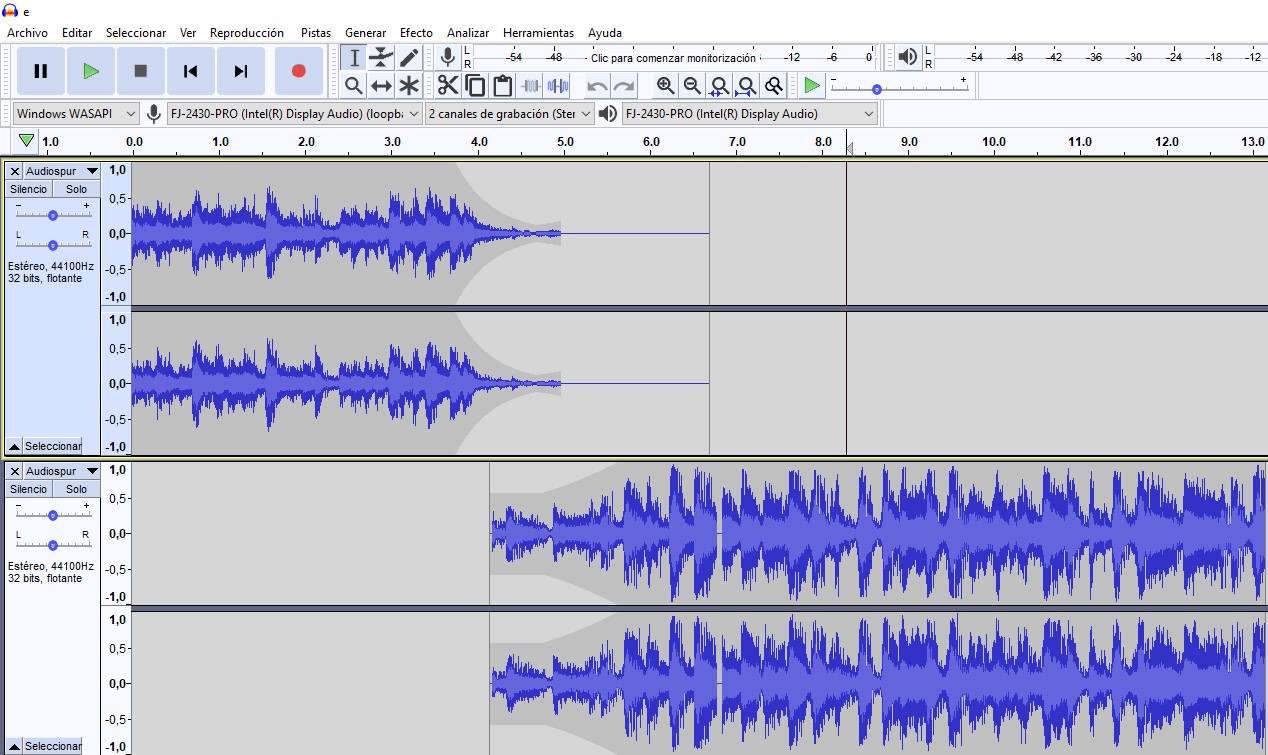 e
Archivo Editar Seleccionar Ver Reproducción Pistas Generar Efecto Analizar Herramientas Ayuda
L
R
-54 -48 - Clic para comenzar monitorización -12 -6 0
L
R
-54 -48 -42 -36 -30 -24 -18 -12
- +
Windows WASAPI
FJ-2430-PRO (Intel(R) Display Audio) (loopb
2 canales de grabación (Ster
FJ-2430-PRO (Intel(R) Display Audio)
1.0 0.0 1.0 2.0 3.0 4.0 5.0 6.0 7.0 8.0 9.0 10.0 11.0 12.0 13.0
Audiospur
Silencio Solo
- +
L R
Estéreo, 44100Hz
32 bits, flotante
Seleccionar
1,0
0,5
0,0
-0,5
-1,0
1,0
0,5
0,0
-0,5
-1,0
Audiospur
Silencio Solo
- +
L R
Estéreo, 44100Hz
32 bits, flotante
Seleccionar
1,0
0,5
0,0
-0,5
-1,0
1,0
0,5
0,0
-0,5
-1,0